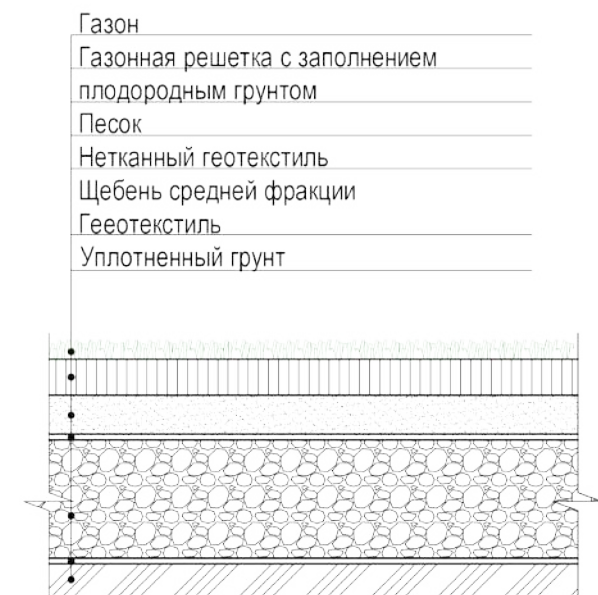 Газон
Газонная решетка с заполнением
плодородным грунтом
Песок
Нетканный геотекстиль
Щебень средней фракции
Гееотекстиль
Уплотненный грунт